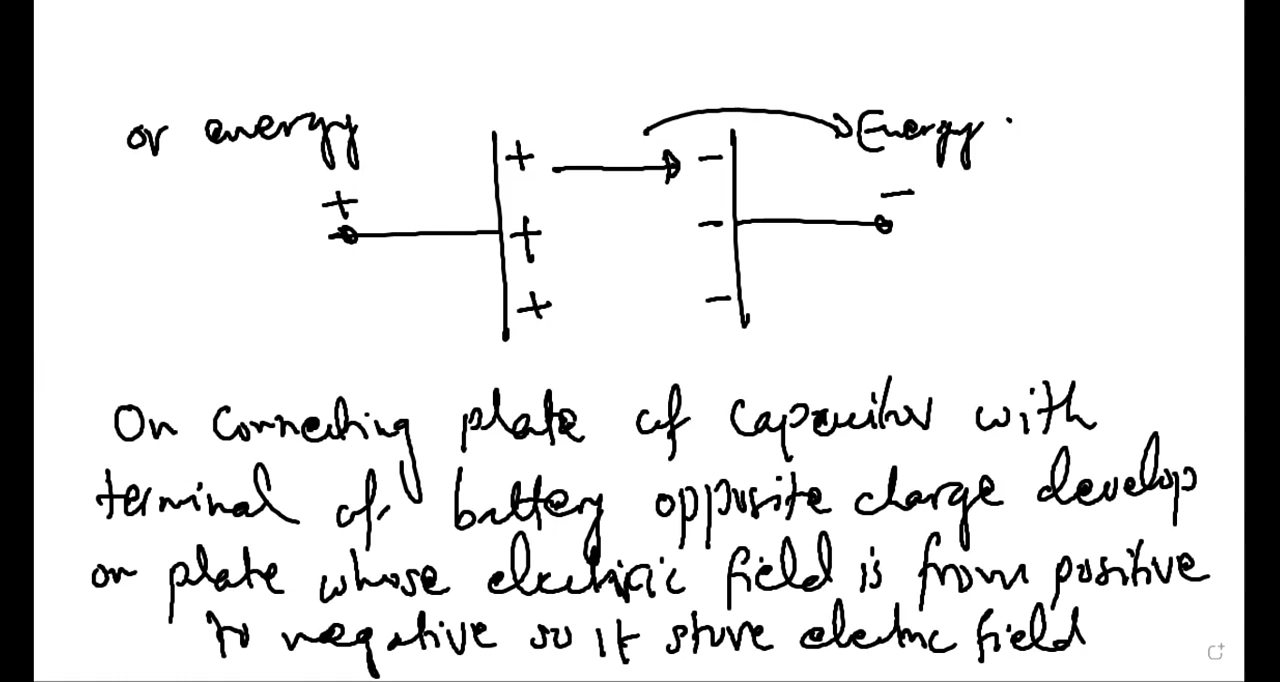 or energy
Energy
+ + − −
+ −
+ −
On connecting plate of capacitor with
terminal of battery opposite charge develop
on plate whose electric field is from positive
to negative so it store electric field